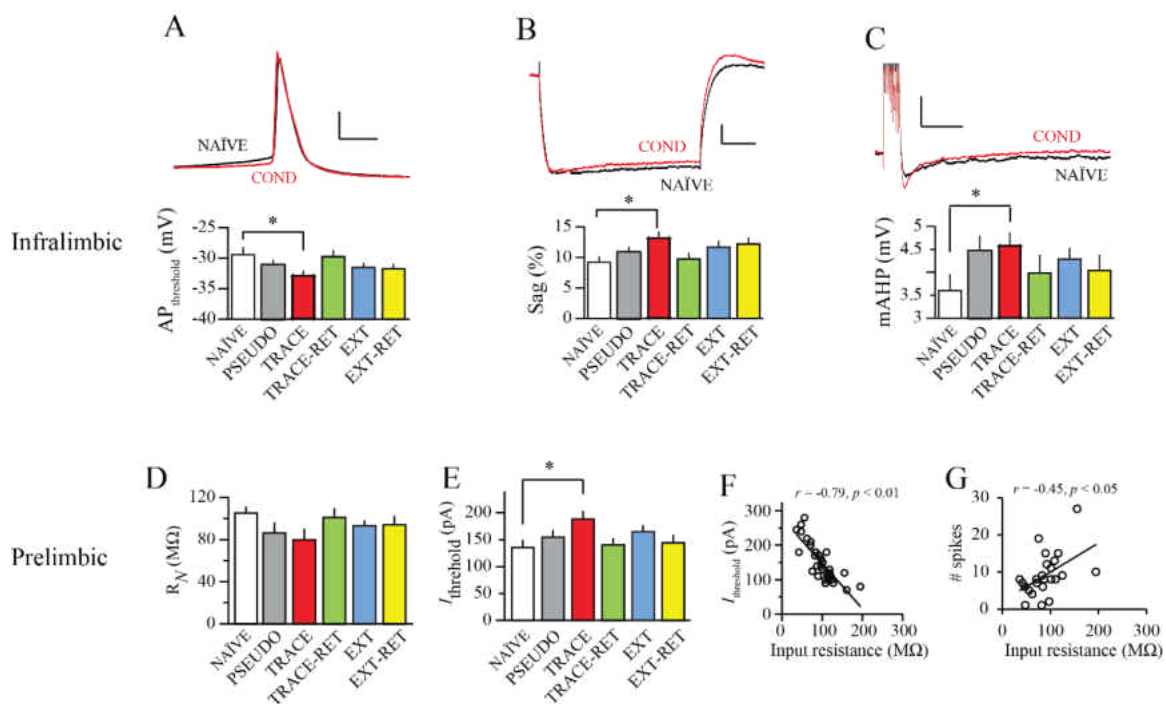 A
B
C
NAÏVE
COND
COND
NAÏVE
COND
NAÏVE
Infralimbic
AP threshold (mV)
-25
-30
-35
-40
*
NAÏVE
PSEUDO
TRACE
TRACE-RET
EXT
EXT-RET
Sag (%)
15
10
5
0
*
NAÏVE
PSEUDO
TRACE
TRACE-RET
EXT
EXT-RET
mAHP (mV)
4.5
3.5
3
*
NAÏVE
PSEUDO
TRACE
TRACE-RET
EXT
EXT-RET
Prelimbic
D
RN (MΩ)
120
80
40
0
NAÏVE
PSEUDO
TRACE
TRACE-RET
EXT
EXT-RET
E
Ithrehold (pA)
200
150
100
50
0
*
NAÏVE
PSEUDO
TRACE
TRACE-RET
EXT
EXT-RET
F
r = -0.79, p < 0.01
Ithreshold (pA)
300
200
100
0
0 100 200 300
Input resistance (MΩ)
G
r = -0.45, p < 0.05
# spikes
30
20
10
0
0 100 200 300
Input resistance (MΩ)